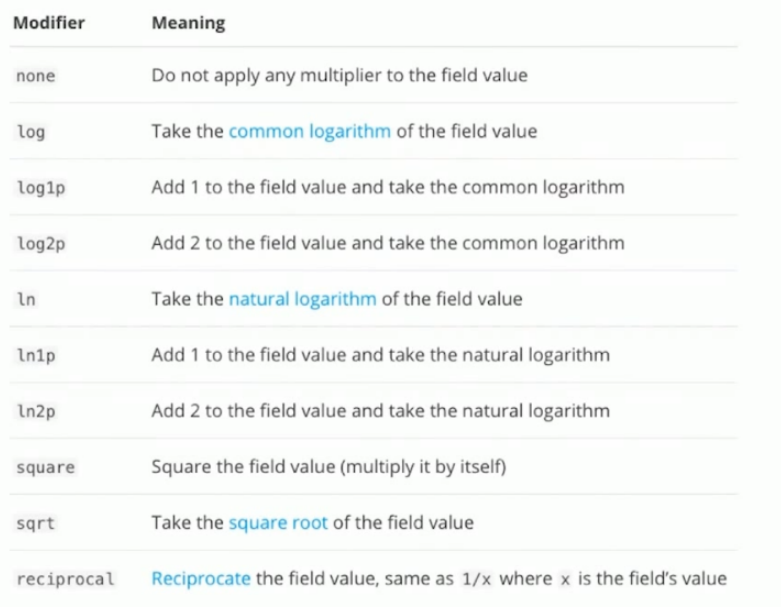 Modifier Meaning
none Do not apply any multiplier to the field value
log Take the common logarithm of the field value
log1p Add 1 to the field value and take the common logarithm
log2p Add 2 to the field value and take the common logarithm
ln Take the natural logarithm of the field value
ln1p Add 1 to the field value and take the natural logarithm
ln2p Add 2 to the field value and take the natural logarithm
square Square the field value (multiply it by itself)
sqrt Take the square root of the field value
reciprocal Reciprocate the field value, same as 1/x where x is the field’s value